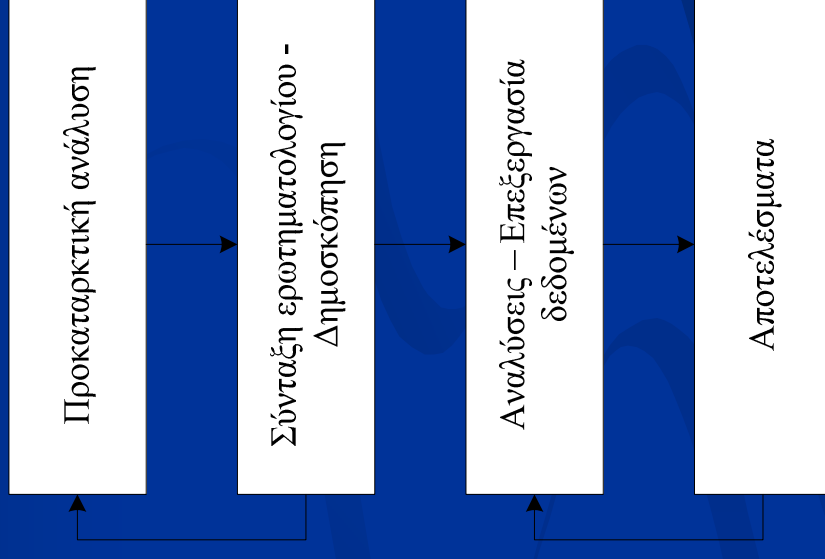 Προκαταρκτική ανάλυση
Σύνταξη ερωτηματολογίου -
Δημοσκόπηση
Αναλύσεις – Επεξεργασία
δεδομένων
Αποτελέσματα